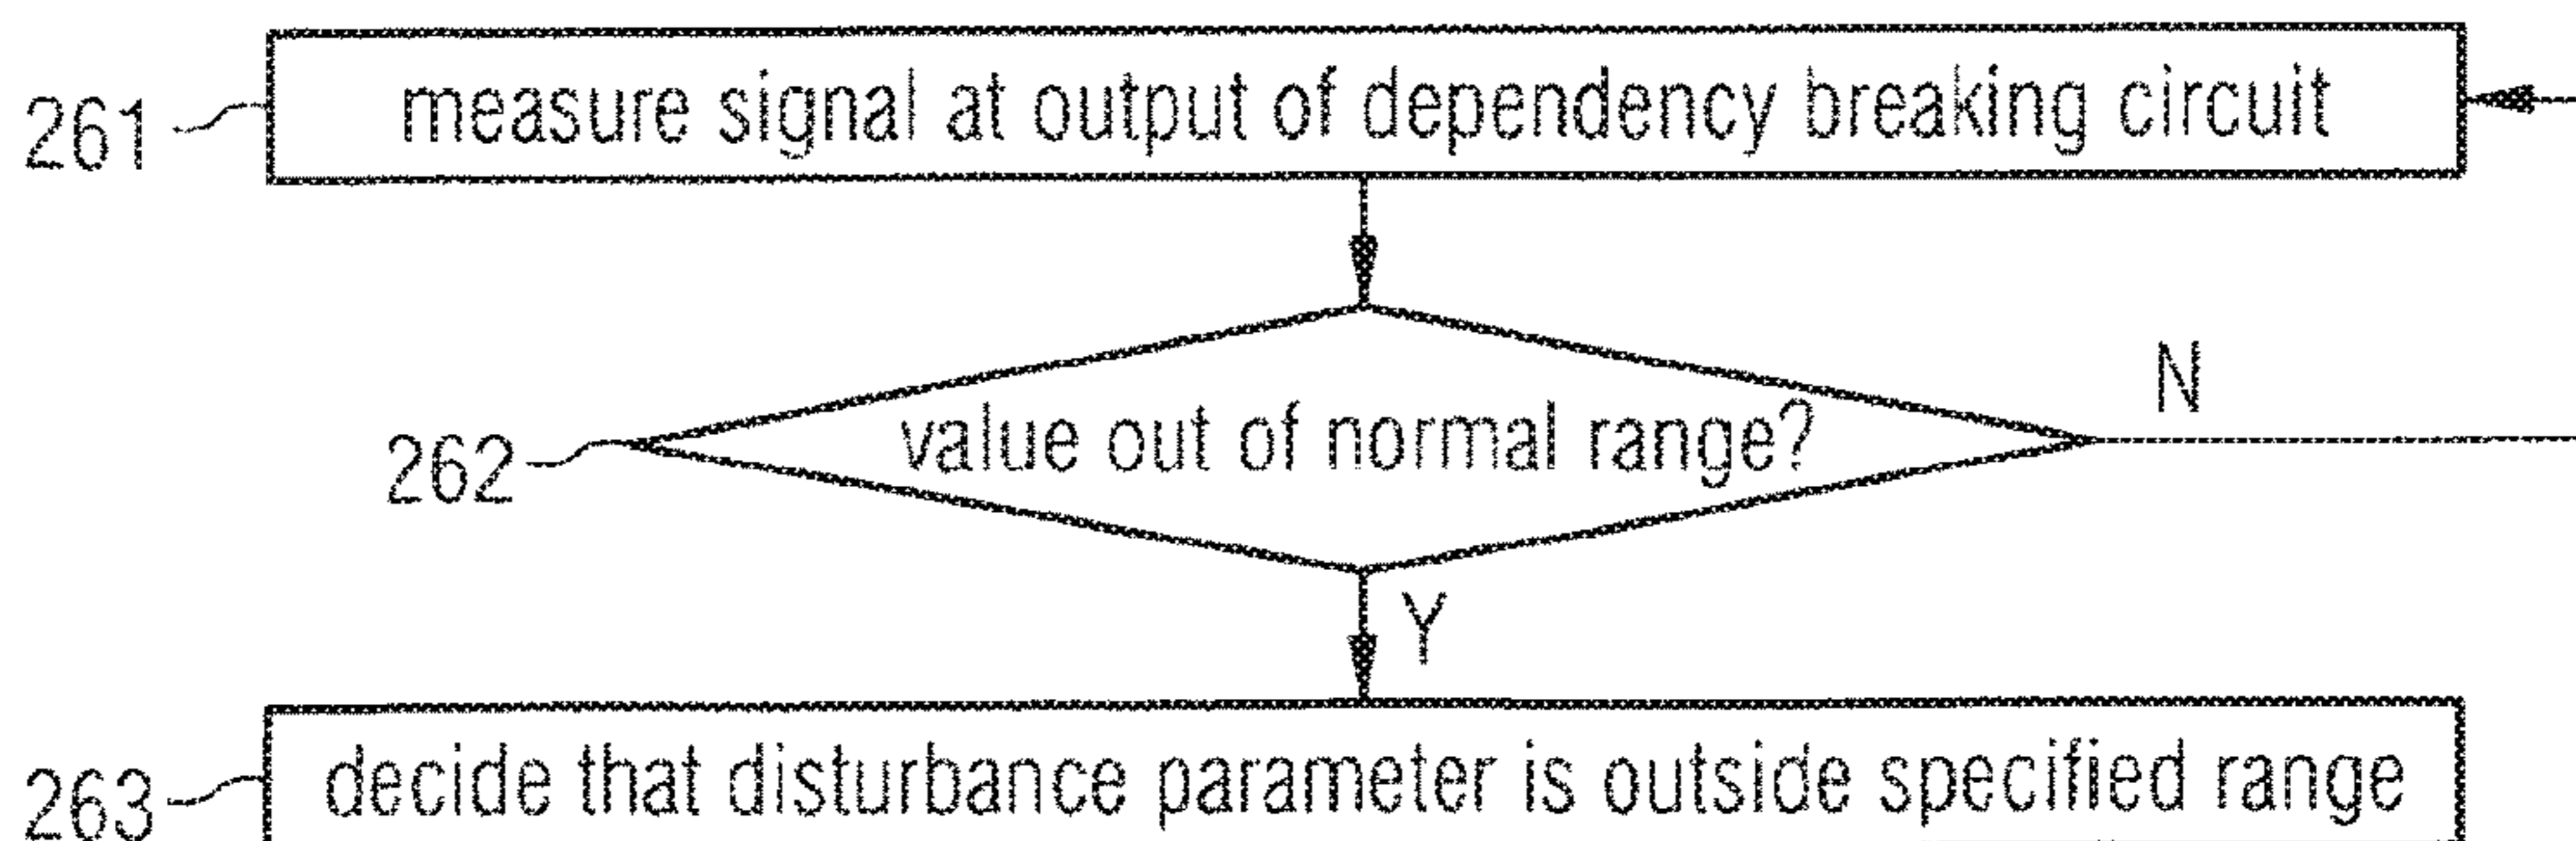 261 measure signal at output of dependency breaking circuit
262 value out of normal range?
N
Y
263 decide that disturbance parameter is outside specified range